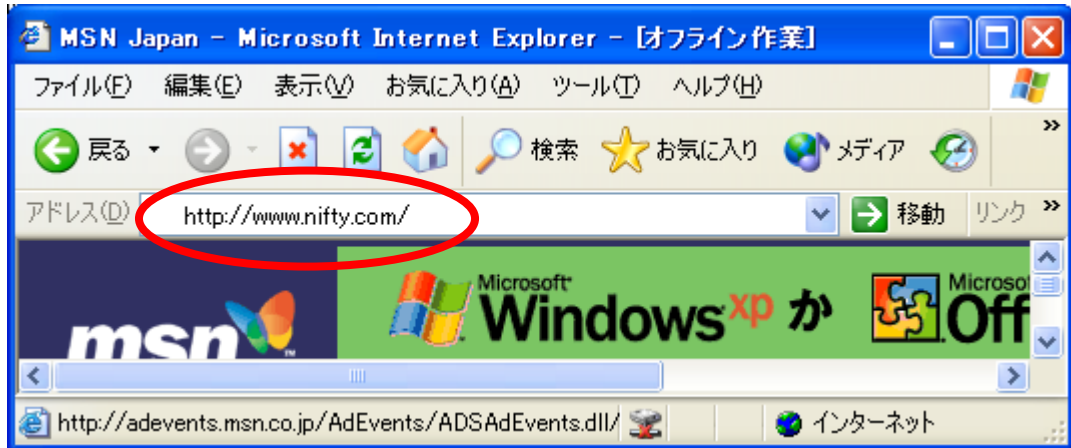 MSN Japan - Microsoft Internet Explorer - [オフライン作業]
ファイル(F) 編集(E) 表示(V) お気に入り(A) ツール(T) ヘルプ(H)
戻る 検索 お気に入り メディア »
アドレス(D) http://www.nifty.com/ 移動 リンク »
msn Microsoft Windows xp か Microsof Off
http://adevents.msn.co.jp/AdEvents/ADSAdEvents.dll/ インターネット